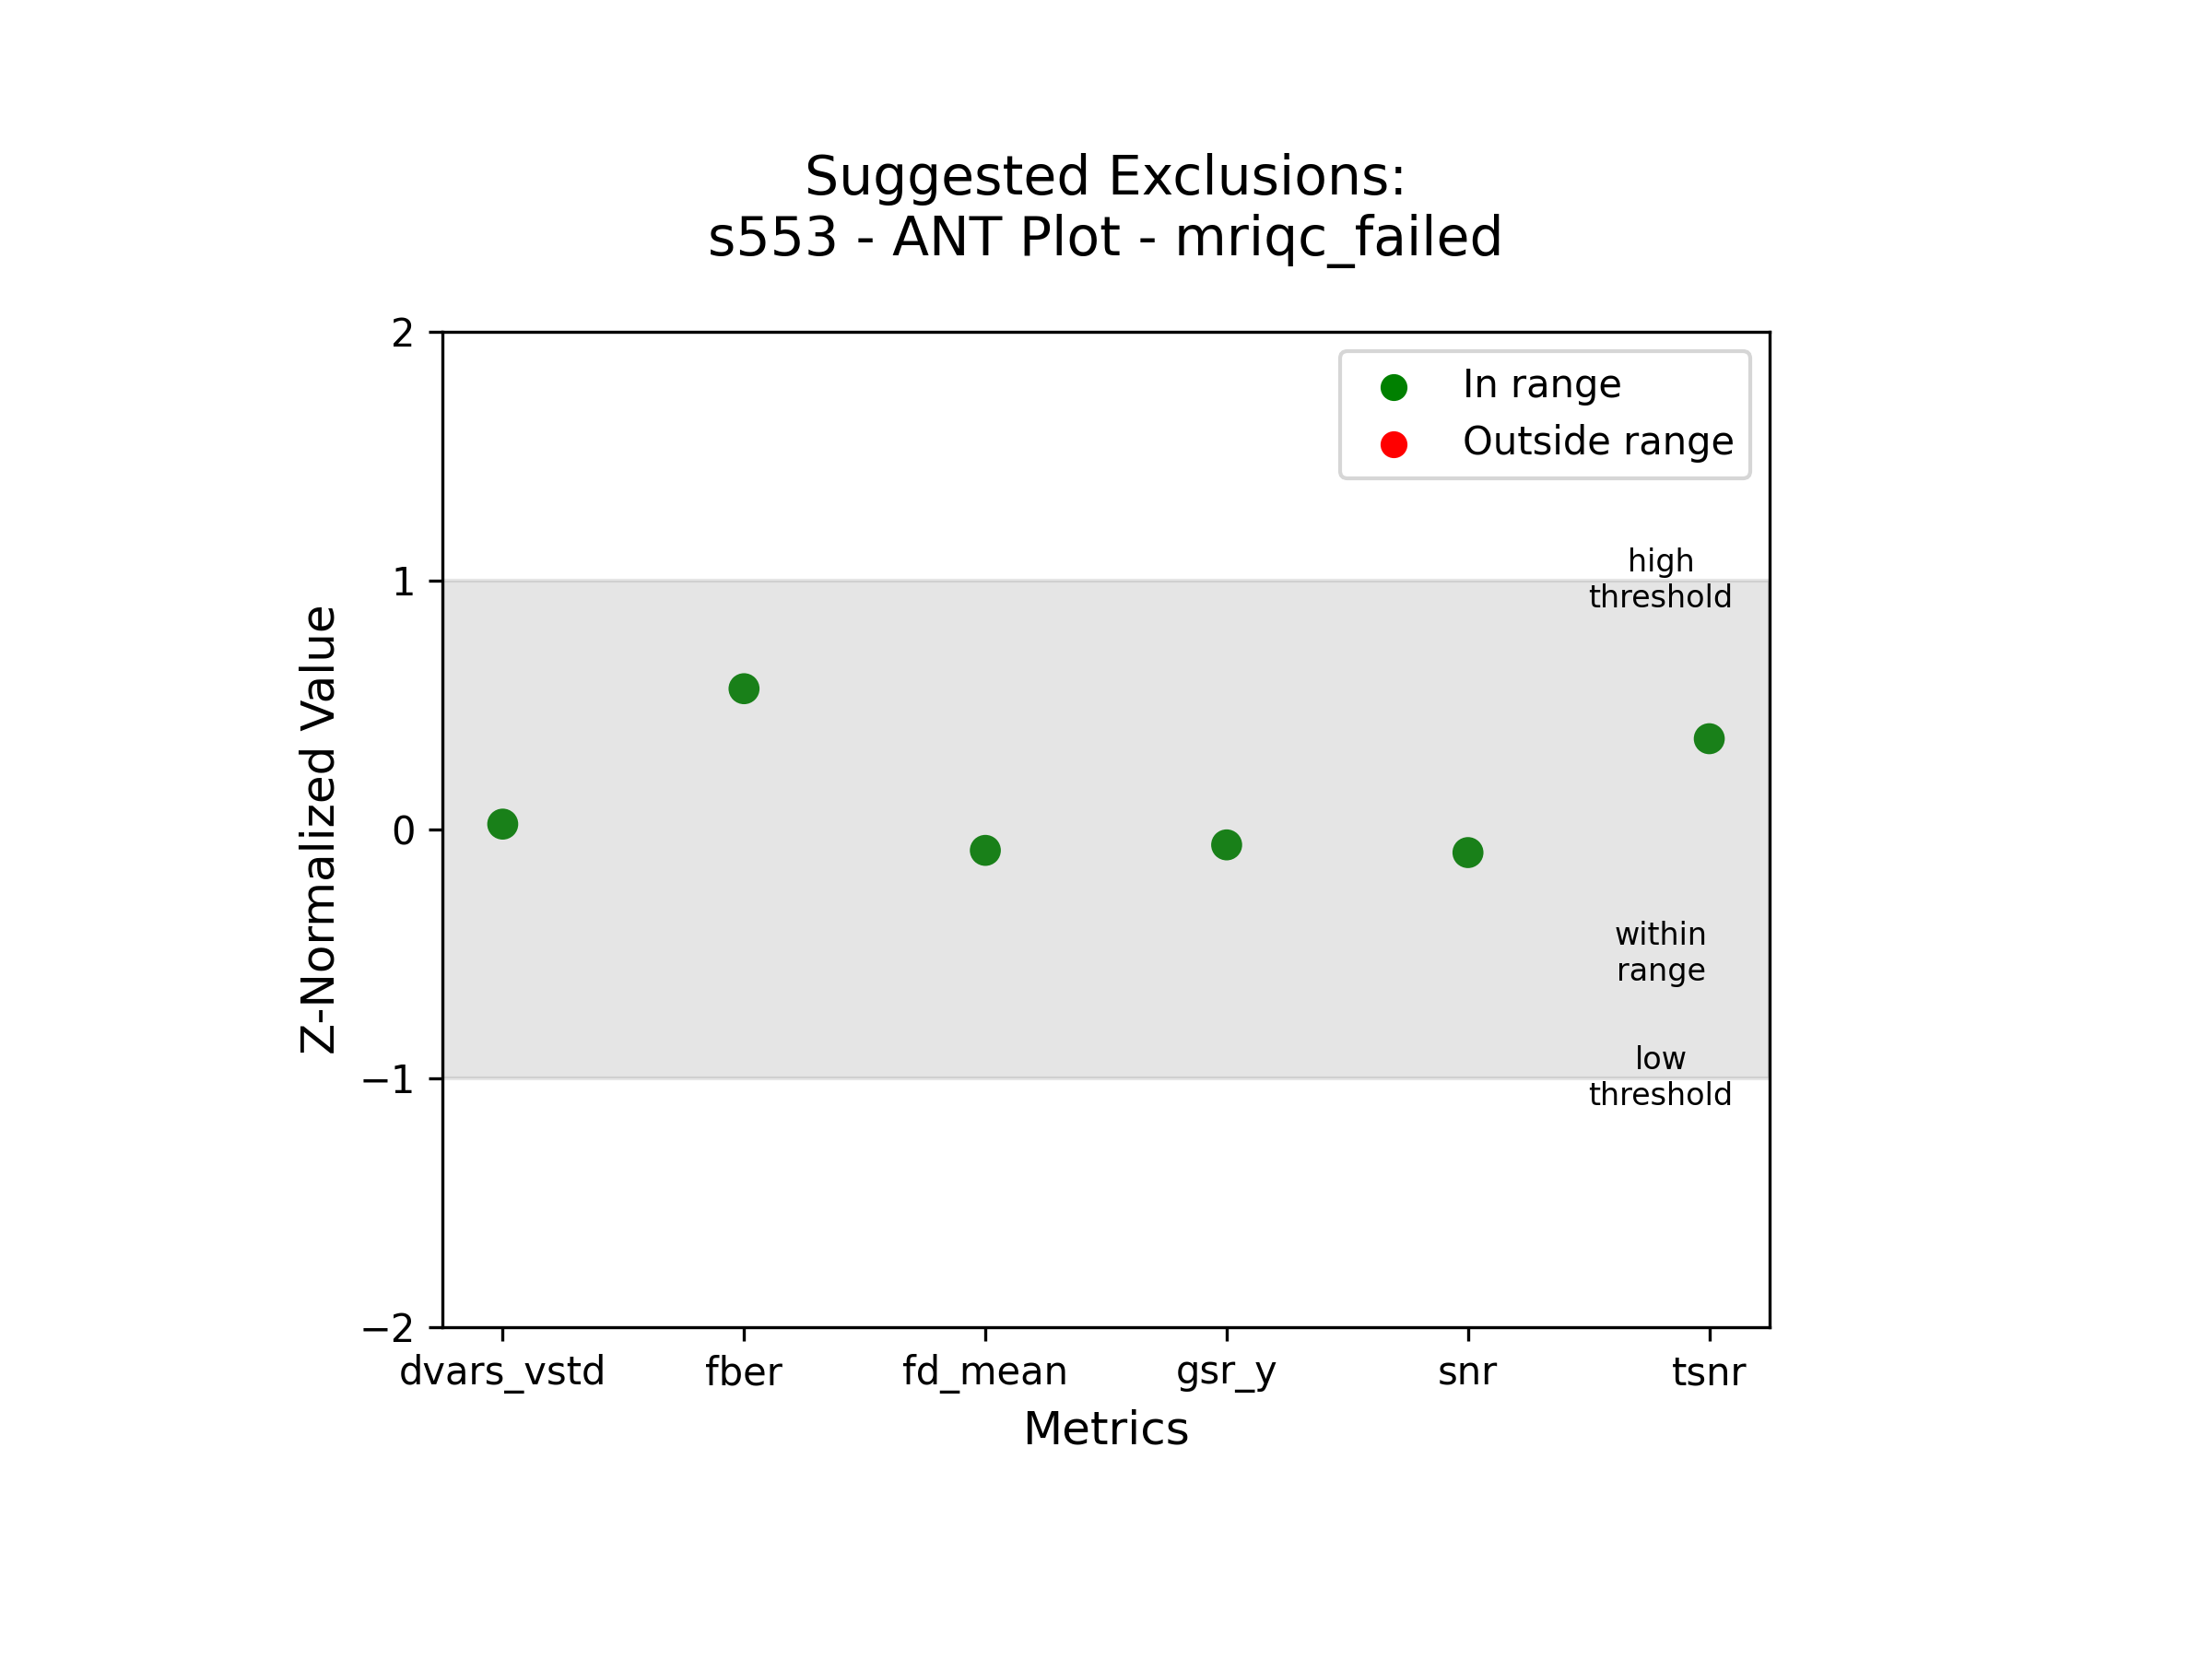 Suggested Exclusions:
s553 - ANT Plot - mriqc_failed
2
In range
Outside range
high
threshold
1
Z-Normalized Value
0
within
range
low
threshold
−1
−2
dvars_vstd
fber
fd_mean
gsr_y
snr
tsnr
Metrics